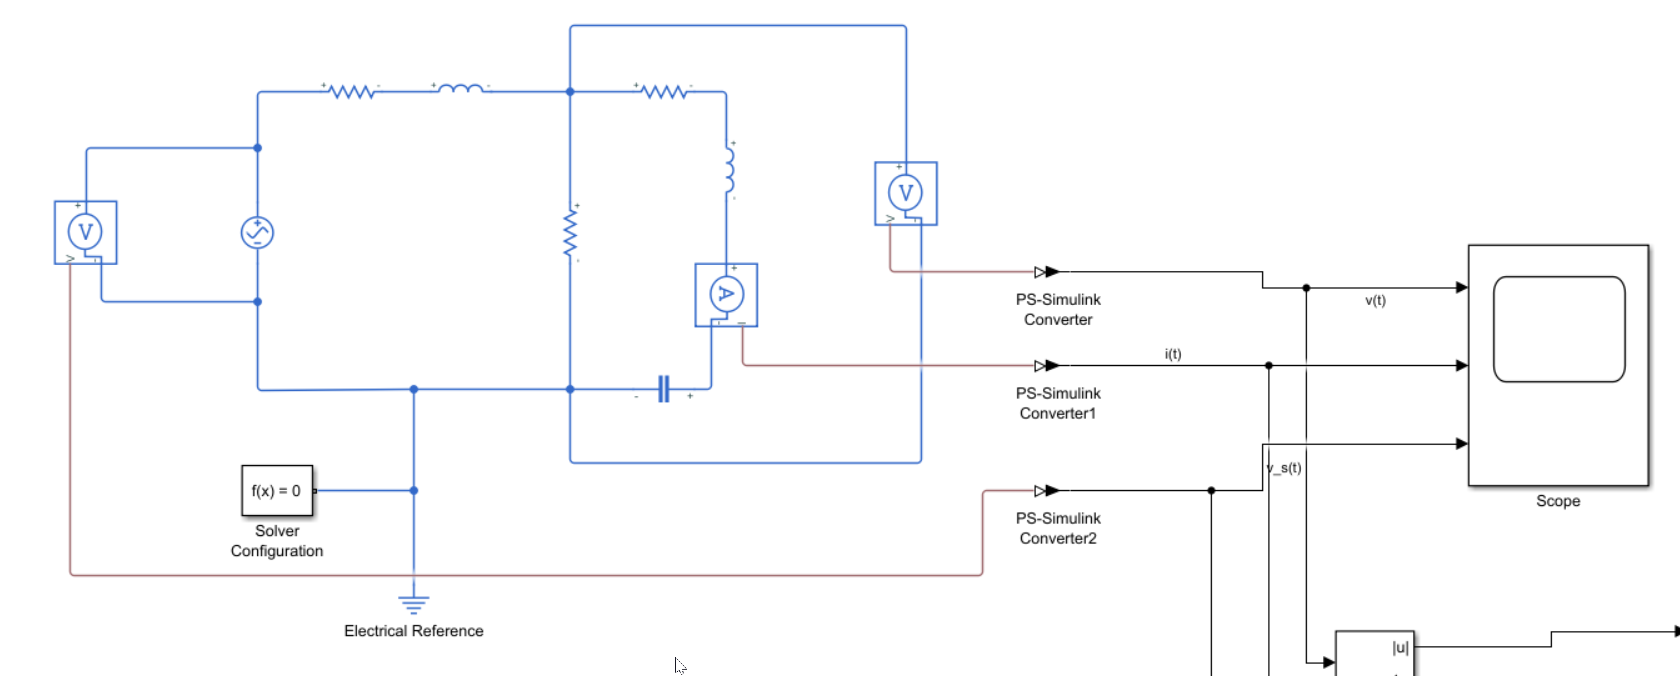 V
V
A
PS-Simulink
Converter
v(t)
i(t)
PS-Simulink
Converter1
v_s(t)
f(x) = 0
Solver
Configuration
PS-Simulink
Converter2
Scope
Electrical Reference
|u|